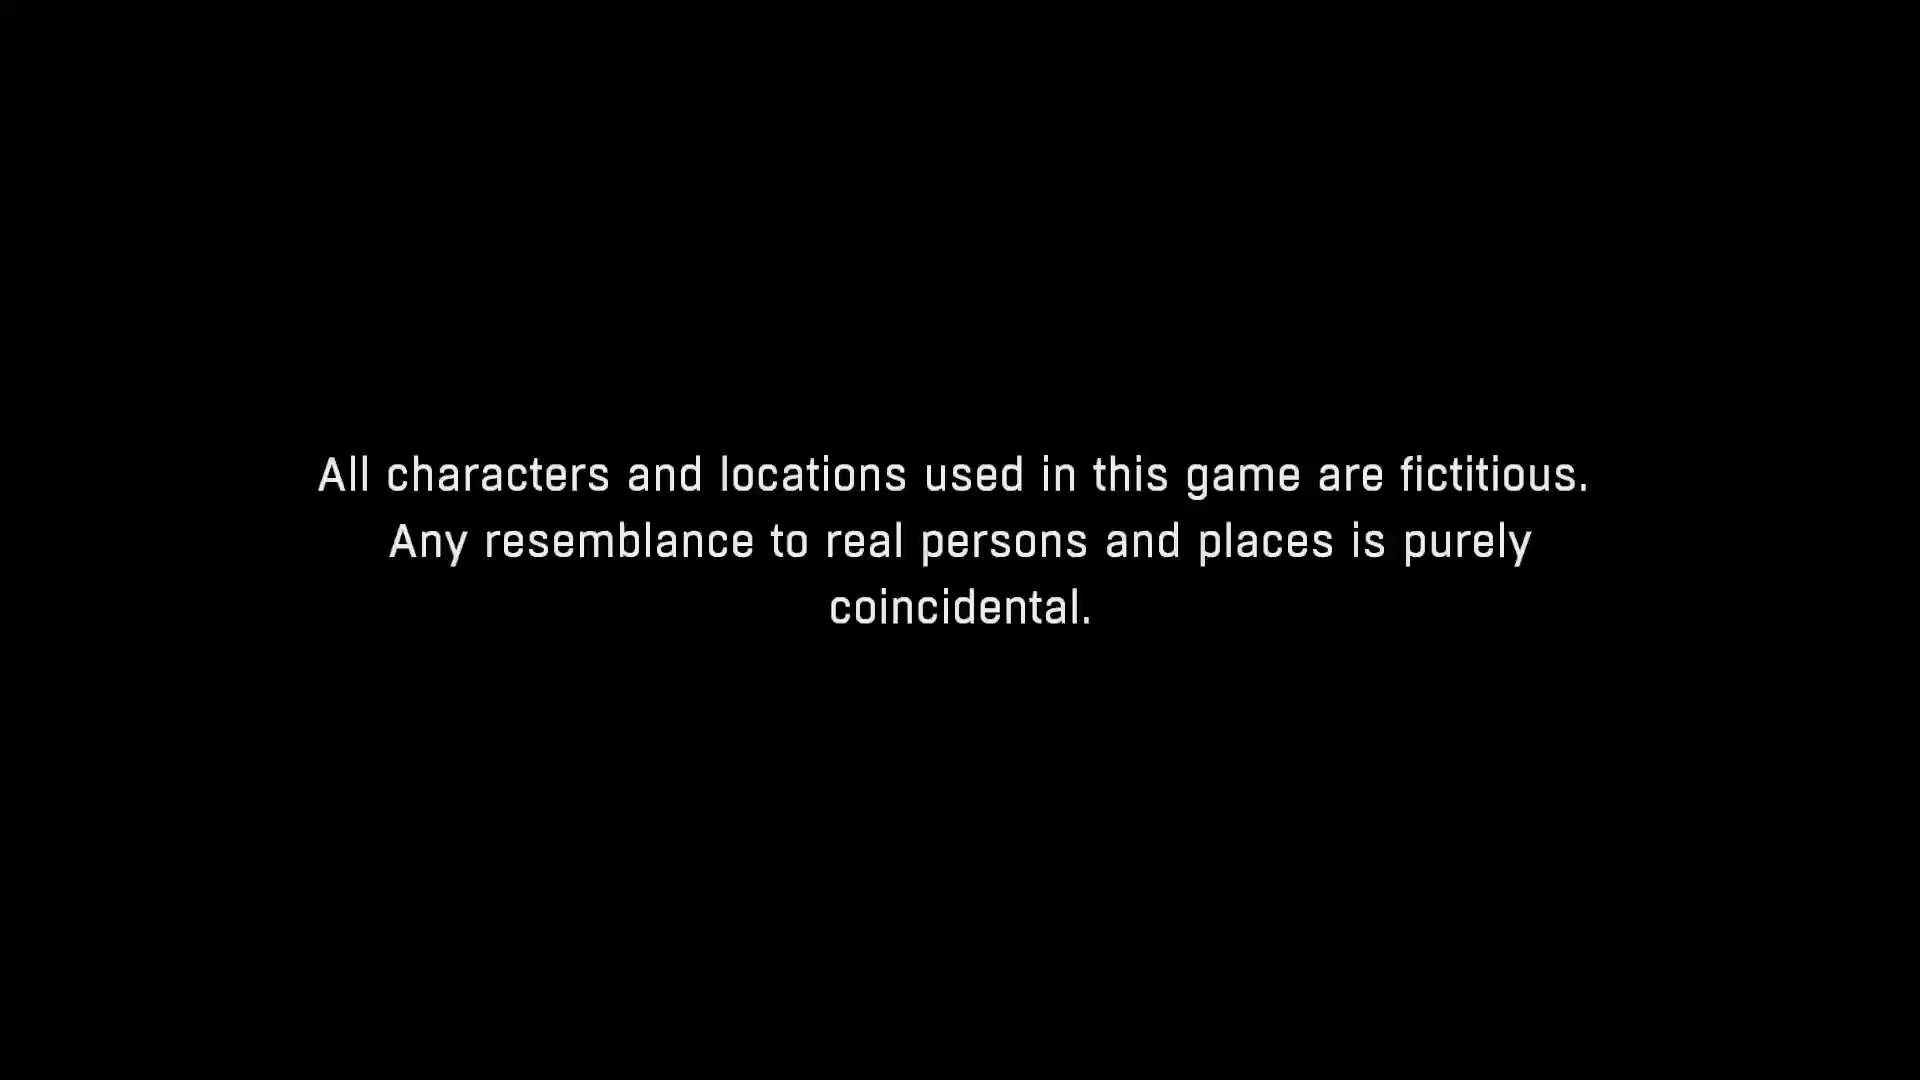 All characters and locations used in this game are fictitious.
Any resemblance to real persons and places is purely
coincidental.